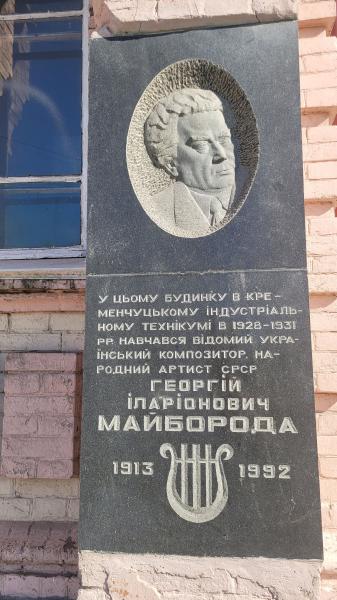 У ЦЬОМУ БУДИНКУ В КРЕ-
МЕНЧУЦЬКОМУ ІНДУСТРІАЛЬ-
НОМУ ТЕХНІКУМІ В 1928-1931
РР. НАВЧАВСЯ ВІДОМИЙ УКРА-
ЇНСЬКИЙ КОМПОЗИТОР, НА-
РОДНИЙ АРТИСТ СРСР
ГЕОРГІЙ
ІЛАРІОНОВИЧ
МАЙБОРОДА
1913 1992